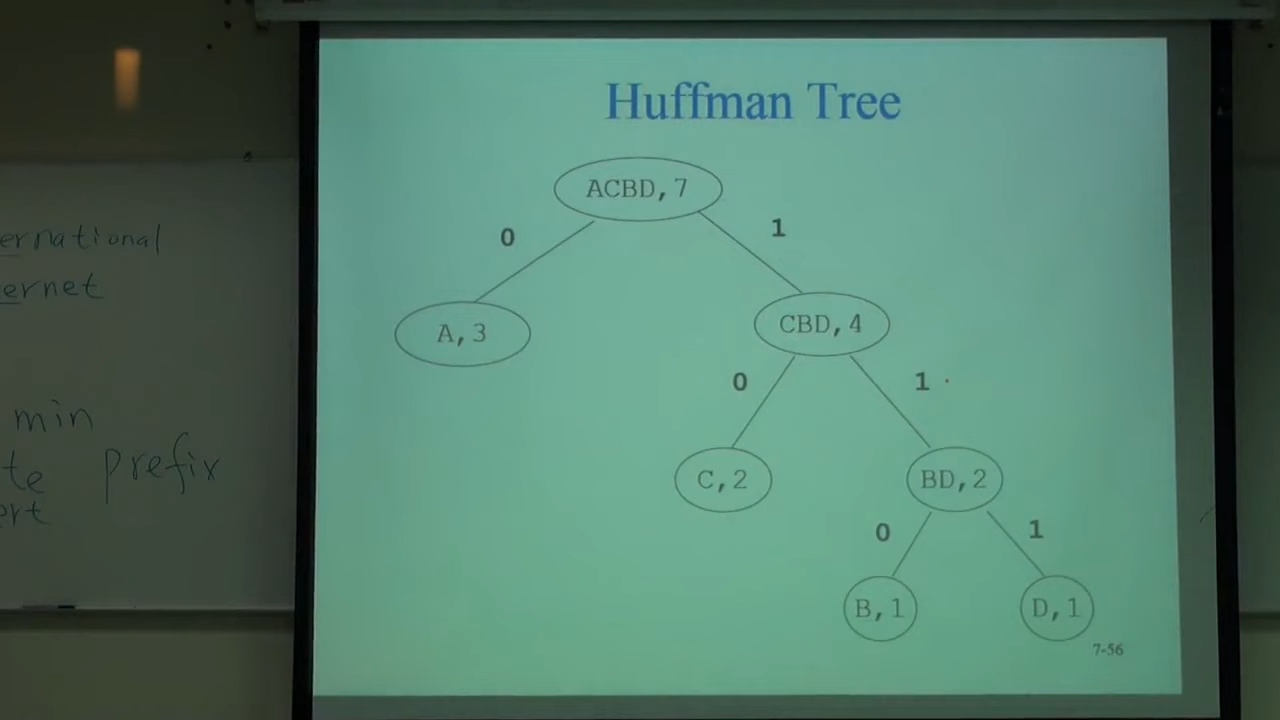 Huffman Tree
ACBD, 7
0
1
A, 3
CBD, 4
0
1
C, 2
BD, 2
0
1
B, 1
D, 1
7-56
ernational
ernet
min
te prefix
ert